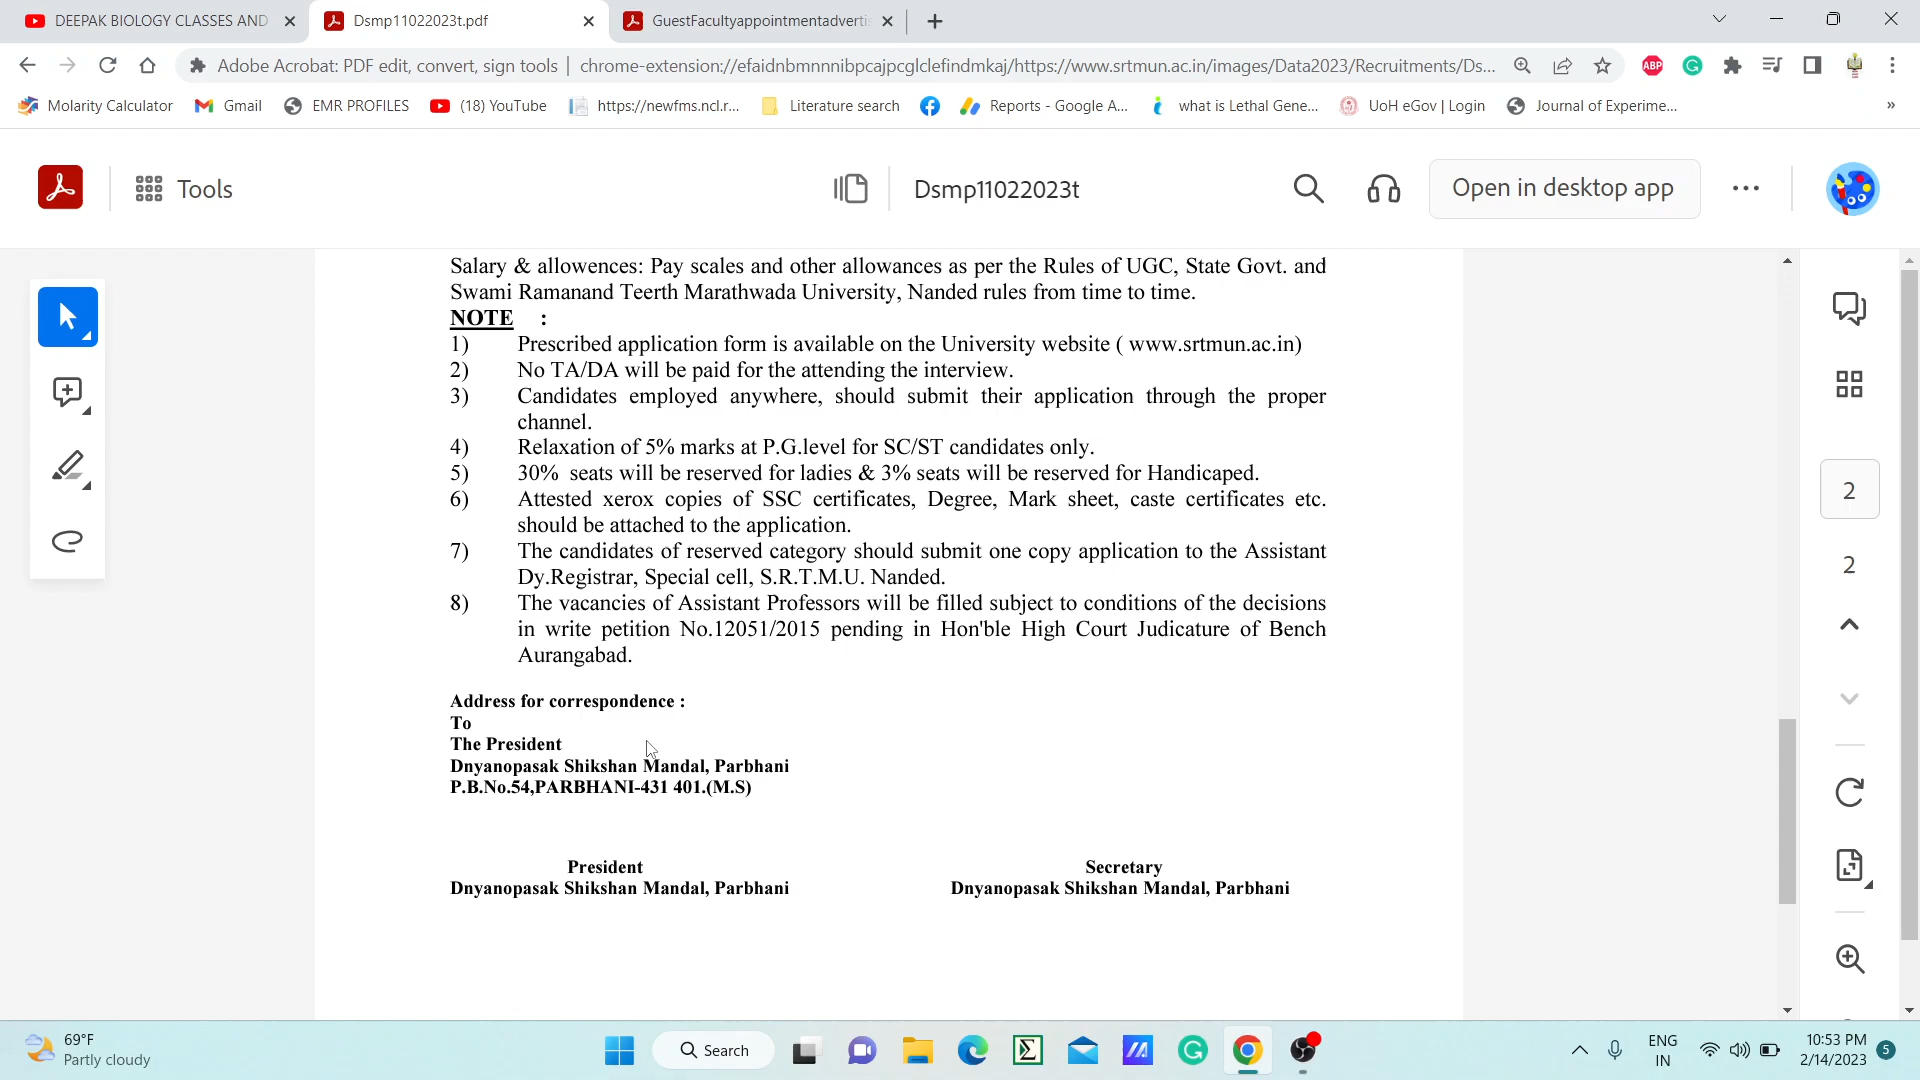 DEEPAK BIOLOGY CLASSES AND
Dsmp11022023t.pdf
GuestFacultyappointmentadverti
Adobe Acrobat: PDF edit, convert, sign tools
chrome-extension://efaidnbmnnnibpcajpcglclefindmkaj/https://www.srtmun.ac.in/images/Data2023/Recruitments/Ds...
ABP
Molarity Calculator
Gmail
EMR PROFILES
(18) YouTube
https://newfms.ncl.r...
Literature search
Reports - Google A...
what is Lethal Gene...
UoH eGov | Login
Journal of Experime...
»
Tools
Dsmp11022023t
Open in desktop app
Salary & allowences: Pay scales and other allowances as per the Rules of UGC, State Govt. and
Swami Ramanand Teerth Marathwada University, Nanded rules from time to time.
NOTE :
1) Prescribed application form is available on the University website ( www.srtmun.ac.in)
2) No TA/DA will be paid for the attending the interview.
3) Candidates employed anywhere, should submit their application through the proper
channel.
4) Relaxation of 5% marks at P.G.level for SC/ST candidates only.
5) 30% seats will be reserved for ladies & 3% seats will be reserved for Handicaped.
6) Attested xerox copies of SSC certificates, Degree, Mark sheet, caste certificates etc.
should be attached to the application.
7) The candidates of reserved category should submit one copy application to the Assistant
Dy.Registrar, Special cell, S.R.T.M.U. Nanded.
8) The vacancies of Assistant Professors will be filled subject to conditions of the decisions
in write petition No.12051/2015 pending in Hon'ble High Court Judicature of Bench
Aurangabad.
Address for correspondence :
To
The President
Dnyanopasak Shikshan Mandal, Parbhani
P.B.No.54,PARBHANI-431 401.(M.S)
President
Secretary
Dnyanopasak Shikshan Mandal, Parbhani
Dnyanopasak Shikshan Mandal, Parbhani
2
2
69°F
Partly cloudy
Search
ENG
IN
10:53 PM
2/14/2023
5